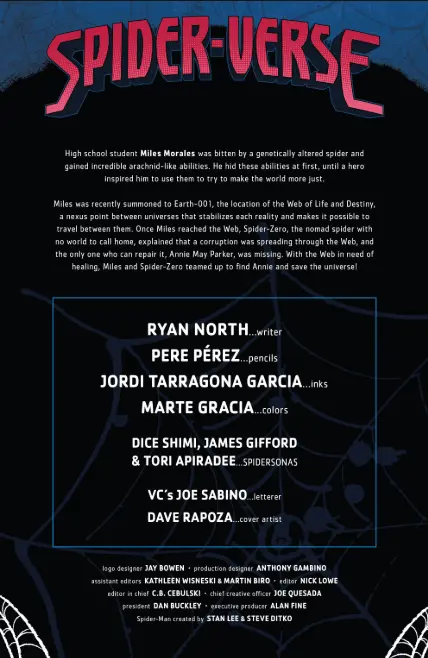 SPIDER-VERSE
High school student Miles Morales was bitten by a genetically altered spider and
gained incredible arachnid-like abilities. He hid these abilities at first, until a hero
inspired him to use them to try to make the world more just.
Miles was recently summoned to Earth-001, the location of the Web of Life and Destiny,
a nexus point between universes that stabilizes each reality and makes it possible to
travel between them. Once Miles reached the Web, Spider-Zero, the nomad spider with
no world to call home, explained that a corruption was spreading through the Web, and
the only one who can repair it, Annie May Parker, was missing. With the Web in need of
healing, Miles and Spider-Zero teamed up to find Annie and save the universe!
RYAN NORTH...writer
PERE PÉREZ...pencils
JORDI TARRAGONA GARCIA...inks
MARTE GRACIA...colors
DICE SHIMI, JAMES GIFFORD
& TORI APIRADEE...SPIDERSONAS
VC's JOE SABINO...letterer
DAVE RAPOZA...cover artist
logo designer JAY BOWEN • production designer ANTHONY GAMBINO
assistant editors KATHLEEN WISNESKI & MARTIN BIRO • editor NICK LOWE
editor in chief C.B. CEBULSKI • chief creative officer JOE QUESADA
president DAN BUCKLEY • executive producer ALAN FINE
Spider-Man created by STAN LEE & STEVE DITKO